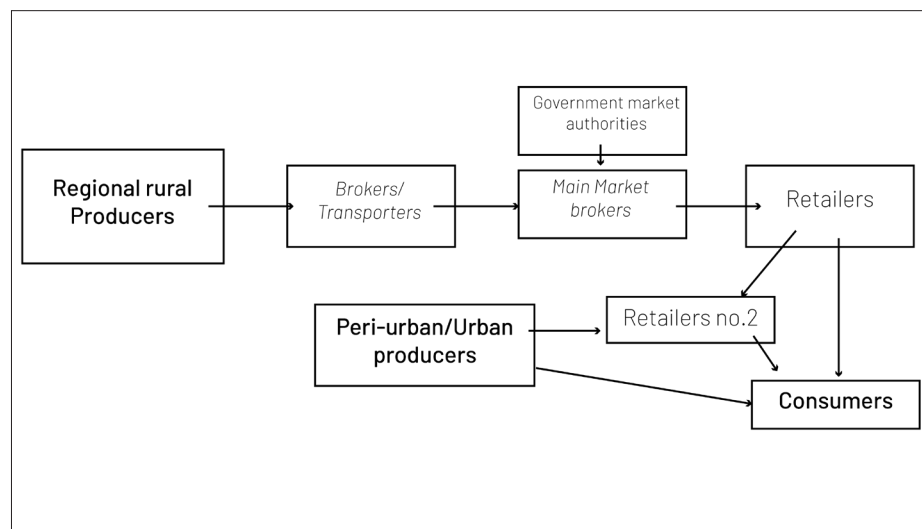 Government market
authorities
Regional rural
Producers
Brokers/
Transporters
Main Market
brokers
Retailers
Peri-urban/Urban
producers
Retailers no.2
Consumers